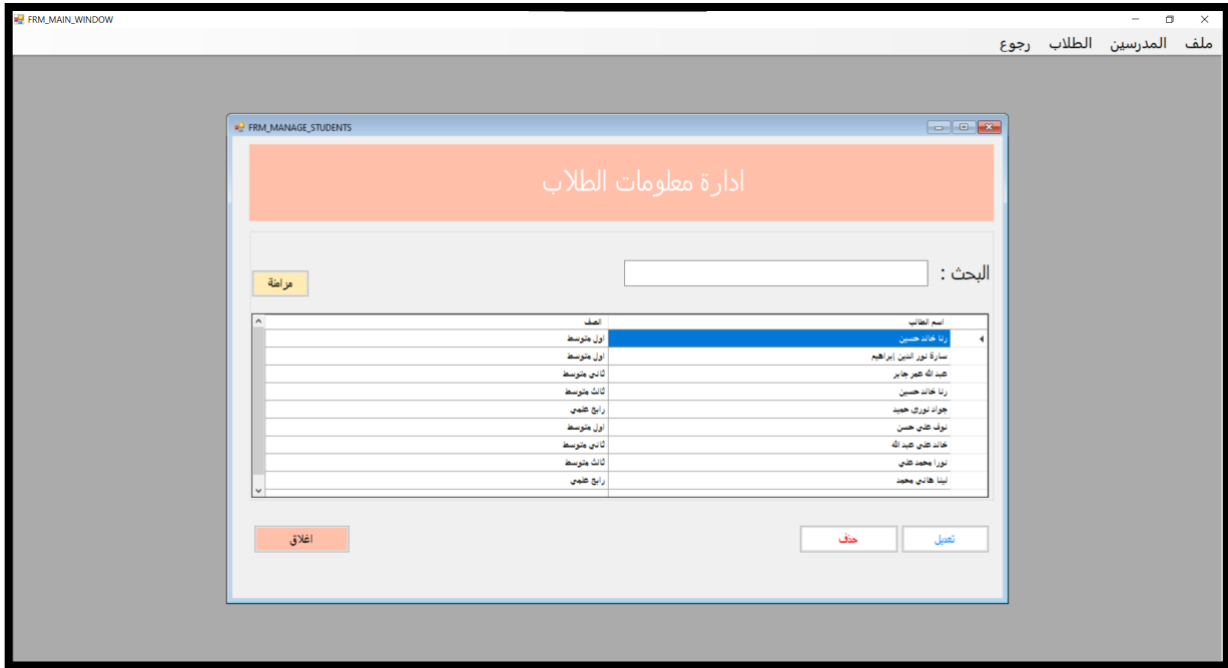 FRM_MAIN_WINDOW
ملف المدرسين الطلاب رجوع
FRM_MANAGE_STUDENTS
ادارة معلومات الطلاب
البحث :
مزامنة
اسم الطالب الصف
رنا خالد حسين اول متوسط
سارة نور الدين إبراهيم اول متوسط
عبد الله عمر جابر ثاني متوسط
رنا خالد حسين ثالث متوسط
جواد نوري حميد رابع علمي
نوف علي حسن اول متوسط
خالد علي عبد الله ثاني متوسط
نورا محمد علي ثالث متوسط
لينا هاني محمد رابع علمي
تعديل حذف اغلاق